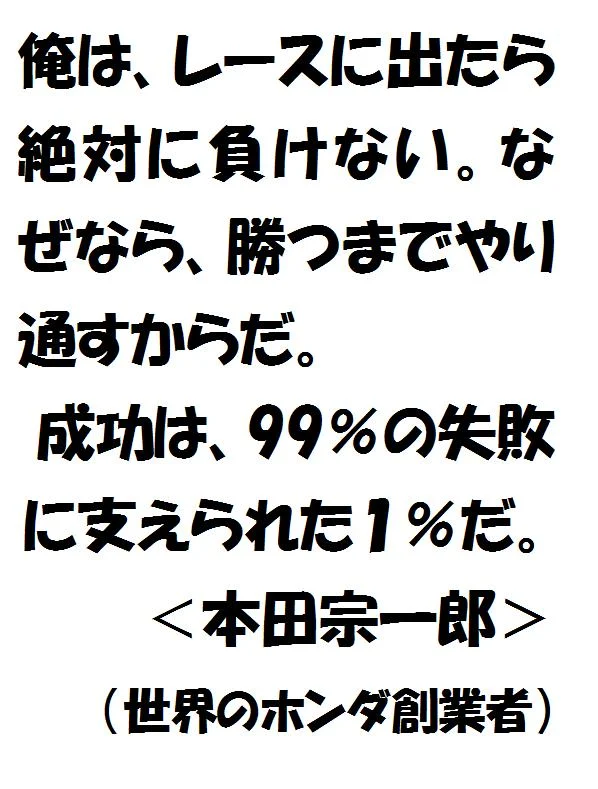 俺は、レースに出たら
絶対に負けない。な
ぜなら、勝つまでやり
通すからだ。
成功は、99％の失敗
に支えられた1％だ。
＜本田宗一郎＞
（世界のホンダ創業者）